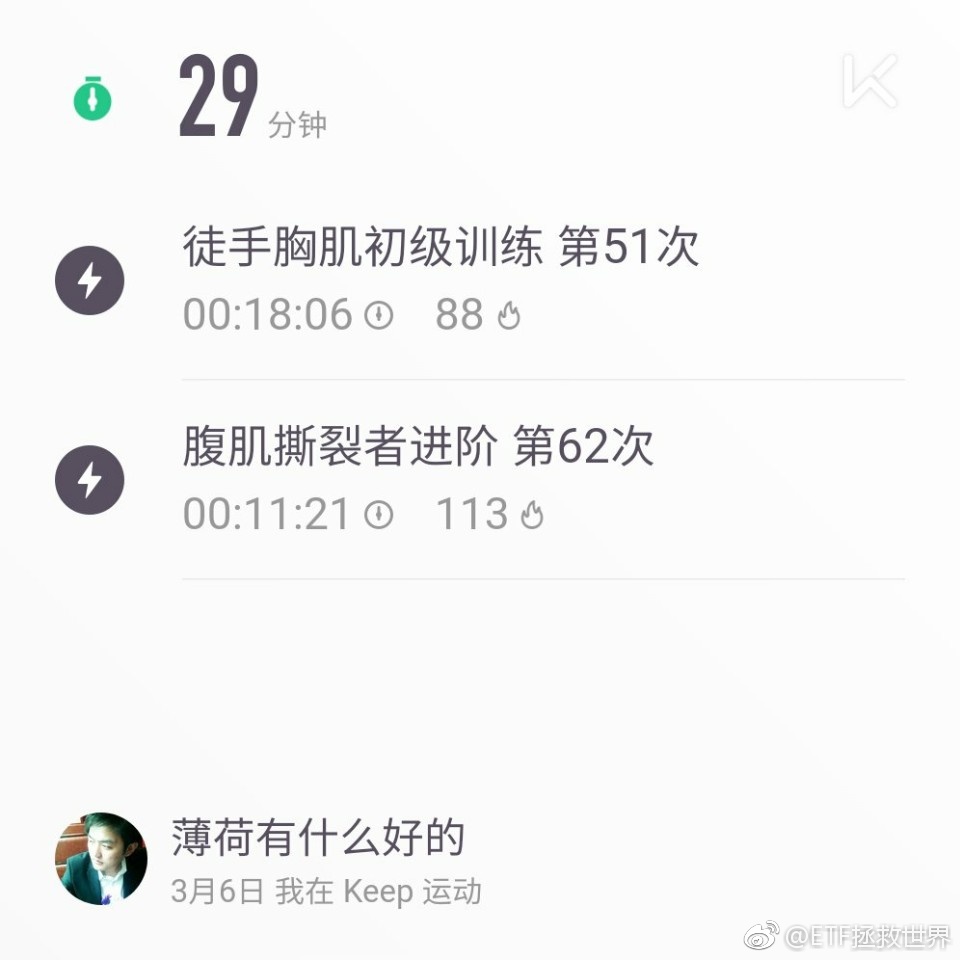 29 分钟
徒手胸肌初级训练 第51次
00:18:06 88
腹肌撕裂者进阶 第62次
00:11:21 113
薄荷有什么好的
3月6日 我在 Keep 运动
@ETF拯救世界